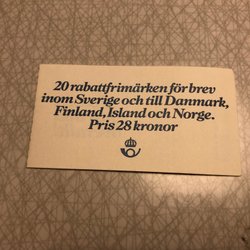 20 rabattfrimärken för brev
inom Sverige och till Danmark,
Finland, Island och Norge.
Pris 28 kronor